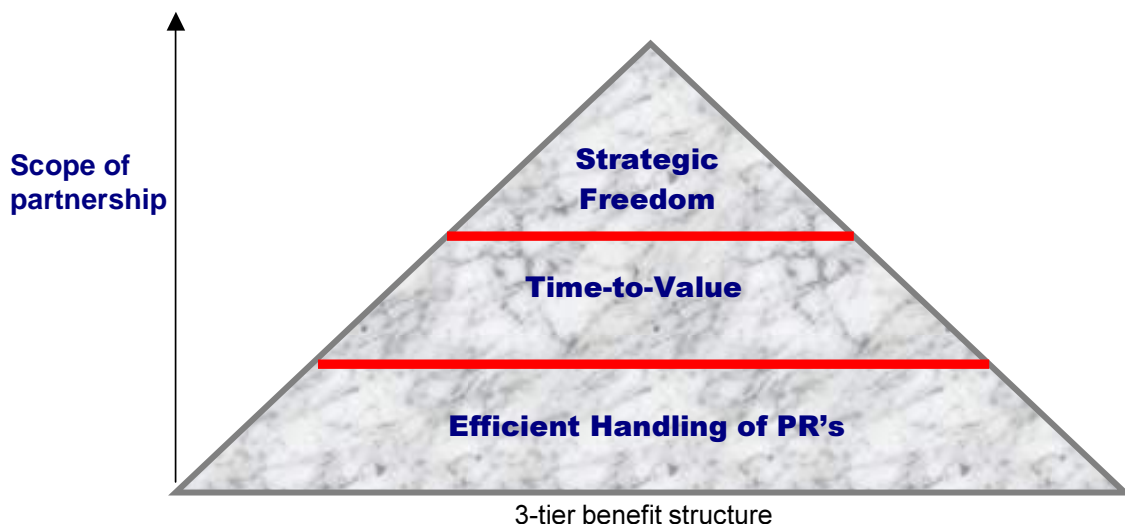 Scope of
partnership
Strategic
Freedom
Time-to-Value
Efficient Handling of PR's
3-tier benefit structure